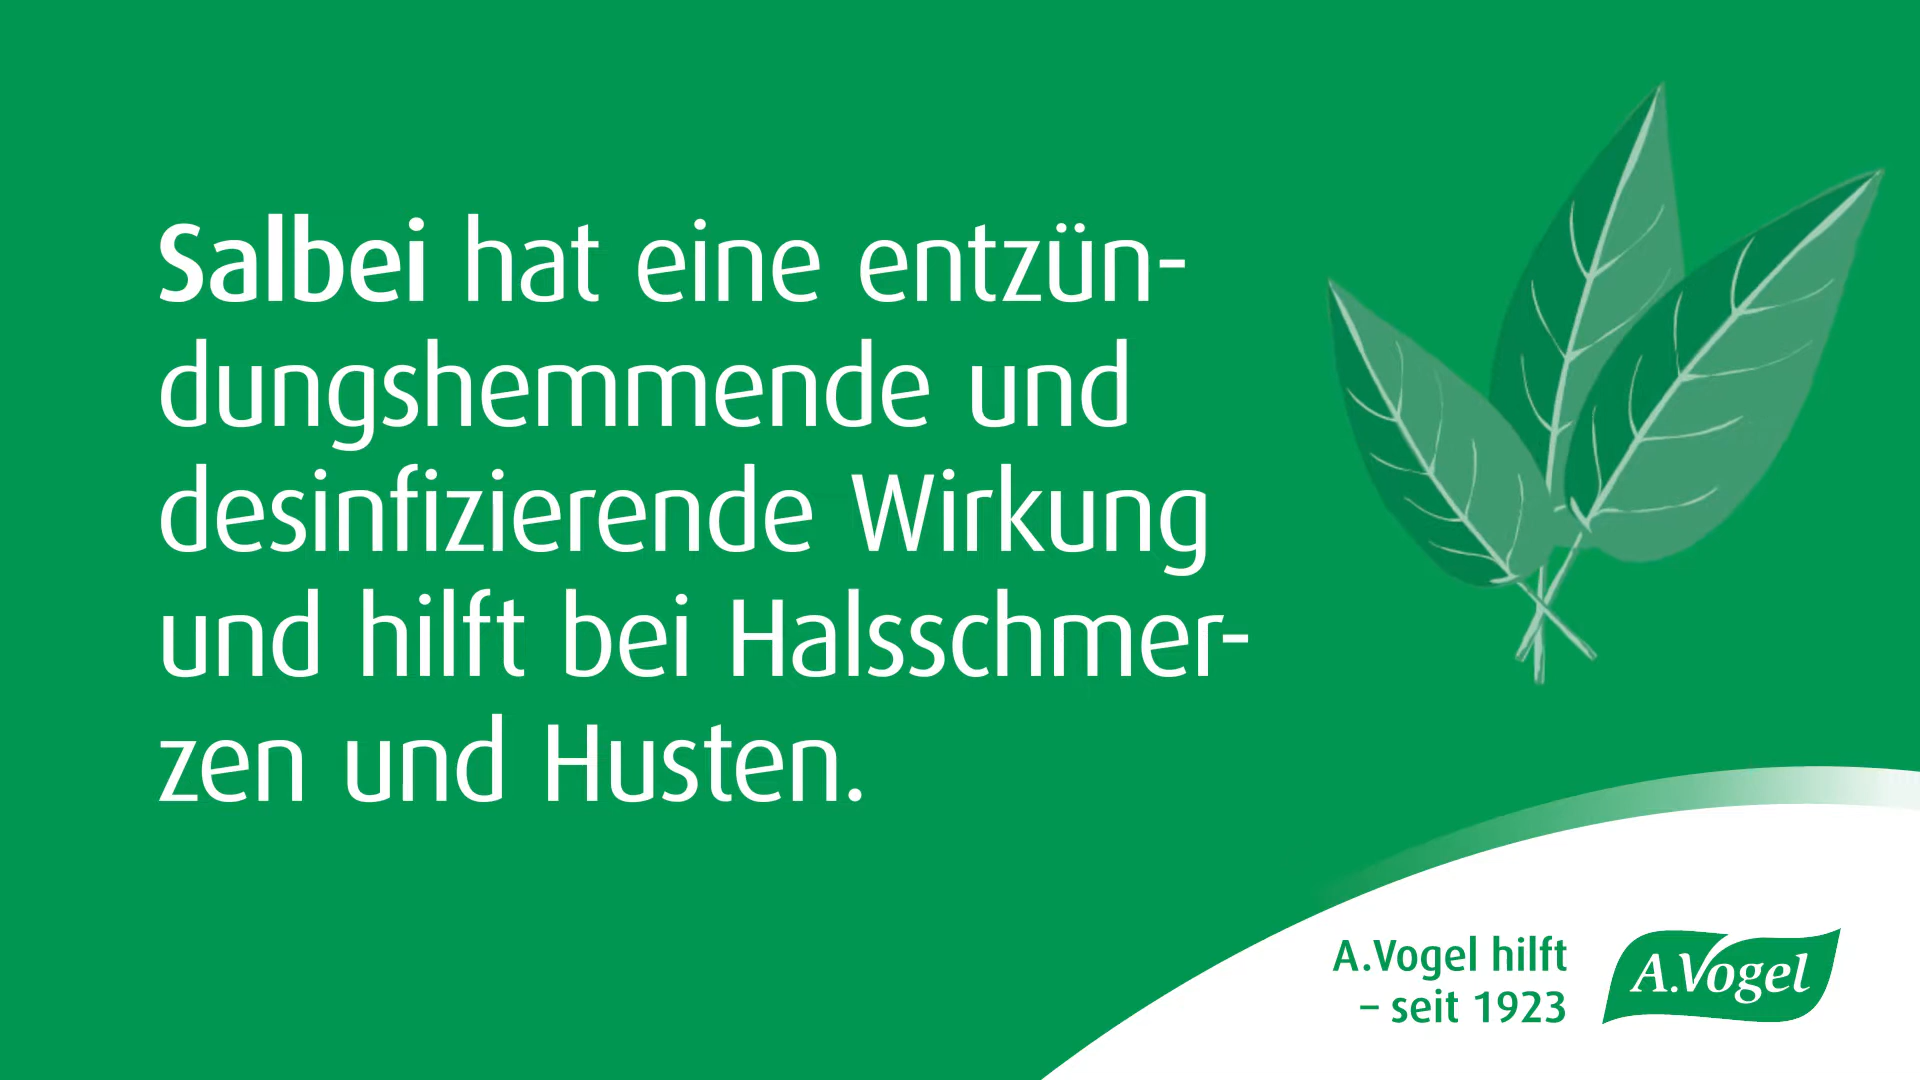 Salbei hat eine entzün-
dungshemmende und
desinfizierende Wirkung
und hilft bei Halsschmer-
zen und Husten.
A.Vogel hilft
– seit 1923
A.Vogel